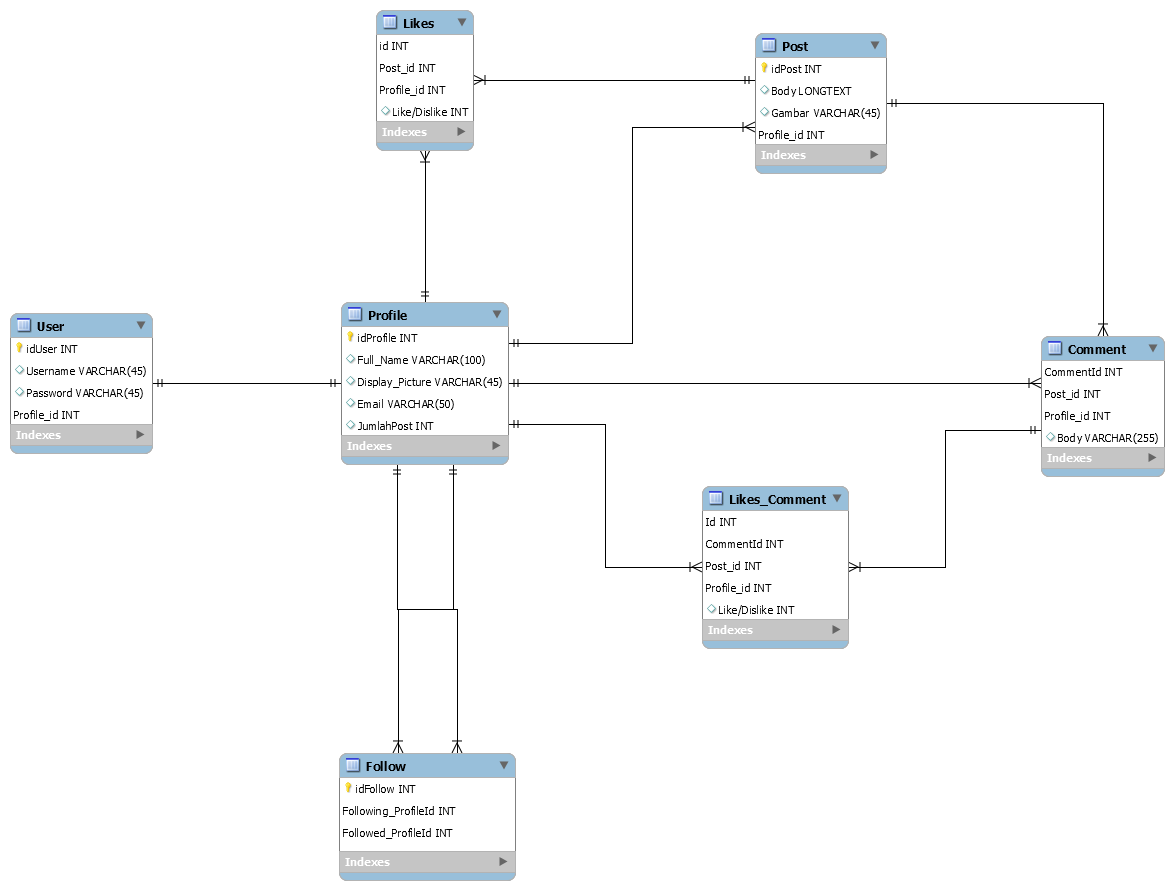 Likes
id INT
Post_id INT
Profile_id INT
Like/Dislike INT
Indexes
Post
idPost INT
Body LONGTEXT
Gambar VARCHAR(45)
Profile_id INT
Indexes
User
idUser INT
Username VARCHAR(45)
Password VARCHAR(45)
Profile_id INT
Indexes
Profile
idProfile INT
Full_Name VARCHAR(100)
Display_Picture VARCHAR(45)
Email VARCHAR(50)
JumlahPost INT
Indexes
Comment
CommentId INT
Post_id INT
Profile_id INT
Body VARCHAR(255)
Indexes
Likes_Comment
Id INT
CommentId INT
Post_id INT
Profile_id INT
Like/Dislike INT
Indexes
Follow
idFollow INT
Following_ProfileId INT
Followed_ProfileId INT
Indexes